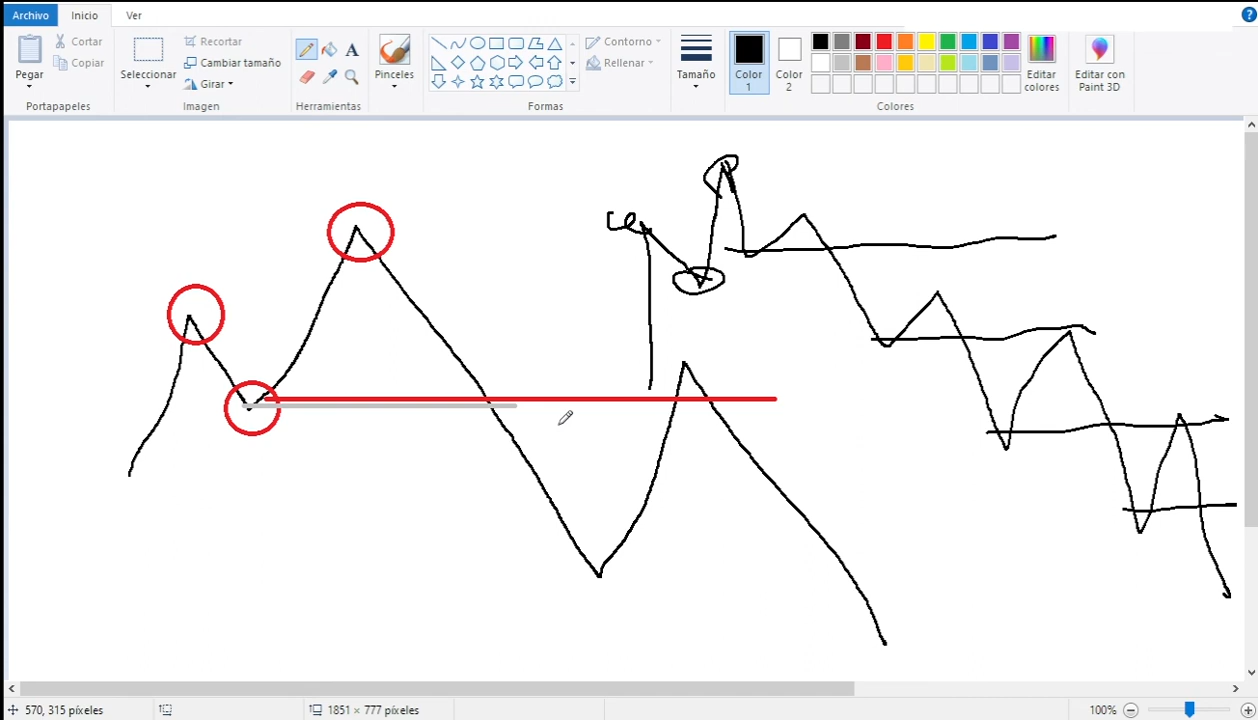 Archivo Inicio Ver
Pegar
Cortar
Copiar
Portapapeles
Seleccionar
Recortar
Cambiar tamaño
Girar
Imagen
A
Herramientas
Pinceles
Contorno
Rellenar
Formas
Tamaño
Color
1
Color
2
Editar
colores
Editar con
Paint 3D
Colores
570, 315 píxeles
1851 × 777 píxeles
100%